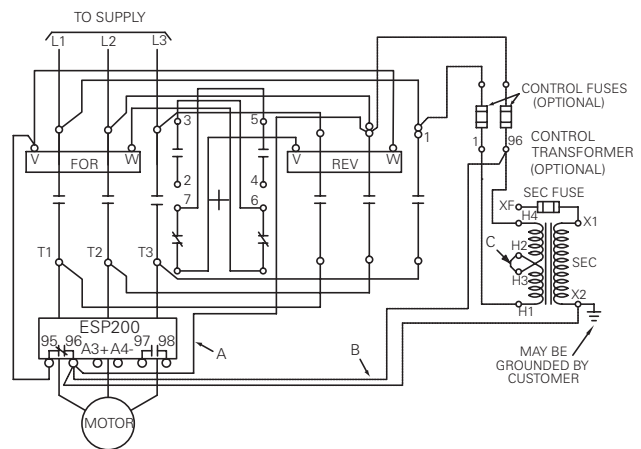 TO SUPPLY
L1 L2 L3
3 5 1
V FOR W
V REV W
2 4
7 6
CONTROL FUSES
(OPTIONAL)
1 96
CONTROL
TRANSFORMER
(OPTIONAL)
SEC FUSE
XF X1
H4
C H2
H3 SEC
H1 X2
T1 T2 T3
ESP200
95 96 A3+A4- 97 98
A
B
MAY BE
GROUNDED BY
CUSTOMER
MOTOR